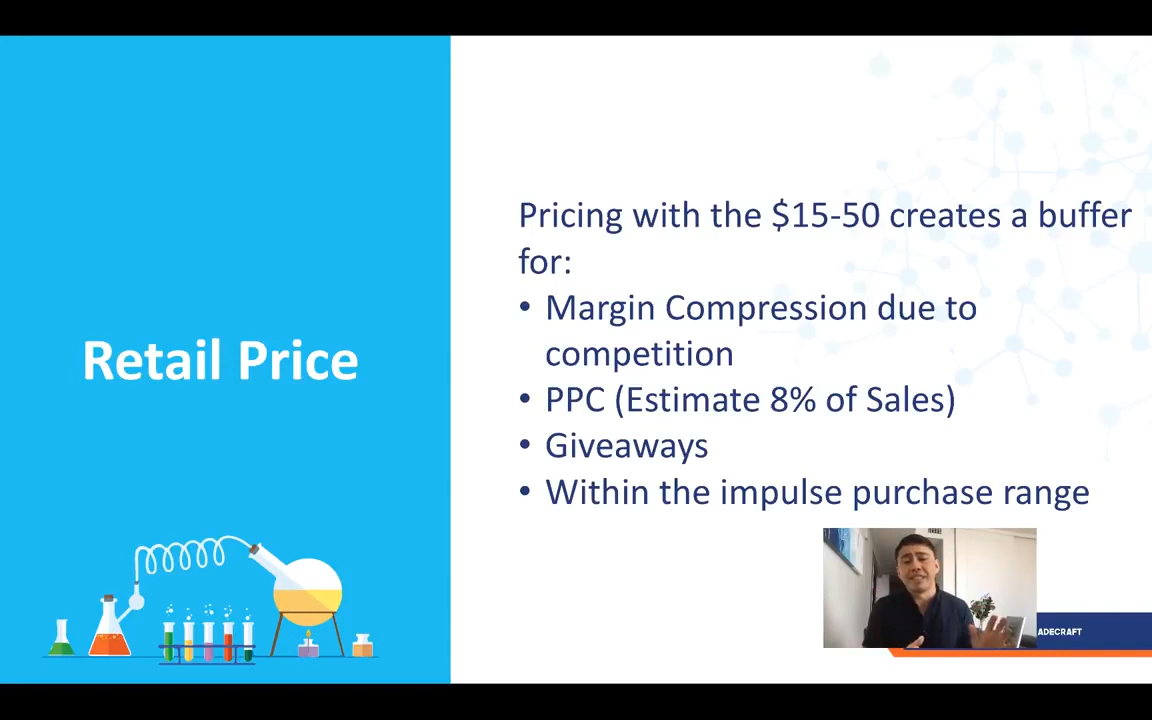 Retail Price
Pricing with the $15-50 creates a buffer
for:
• Margin Compression due to
competition
• PPC (Estimate 8% of Sales)
• Giveaways
• Within the impulse purchase range
ADECRAFT